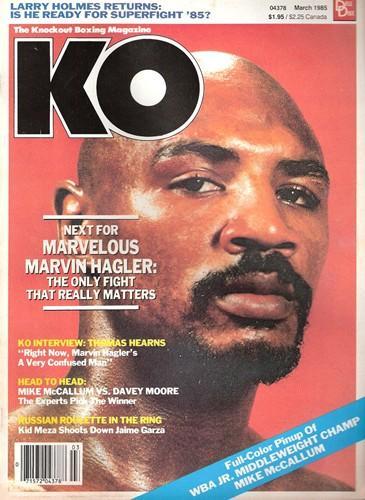 LARRY HOLMES RETURNS:
IS HE READY FOR SUPERFIGHT '85?
04378 March 1985
$1.95 / $2.25 Canada
The Knockout Boxing Magazine
KO
NEXT FOR
MARVELOUS
MARVIN HAGLER:
THE ONLY FIGHT
THAT REALLY MATTERS
KO INTERVIEW: THOMAS HEARNS
"Right Now, Marvin Hagler's
A Very Confused Man"
HEAD TO HEAD:
MIKE McCALLUM VS. DAVEY MOORE
The Experts Pick The Winner
RUSSIAN ROULETTE IN THE RING
Kid Meza Shoots Down Jaime Garza
Full-Color Pinup Of
WBA JR. MIDDLEWEIGHT CHAMP
MIKE McCALLUM
03
0
71572 04378